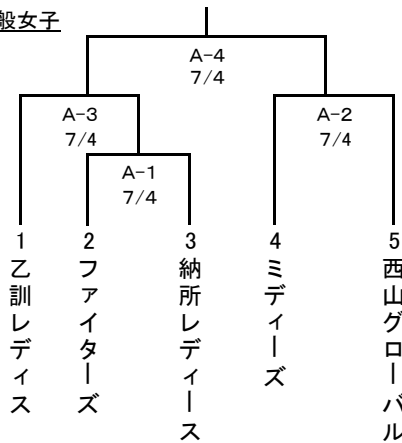 般女子
A-4
7/4
A-3
7/4
A-2
7/4
A-1
7/4
1
乙訓レディス
2
ファイターズ
3
納所レディース
4
ミディーズ
5
西山グローバル